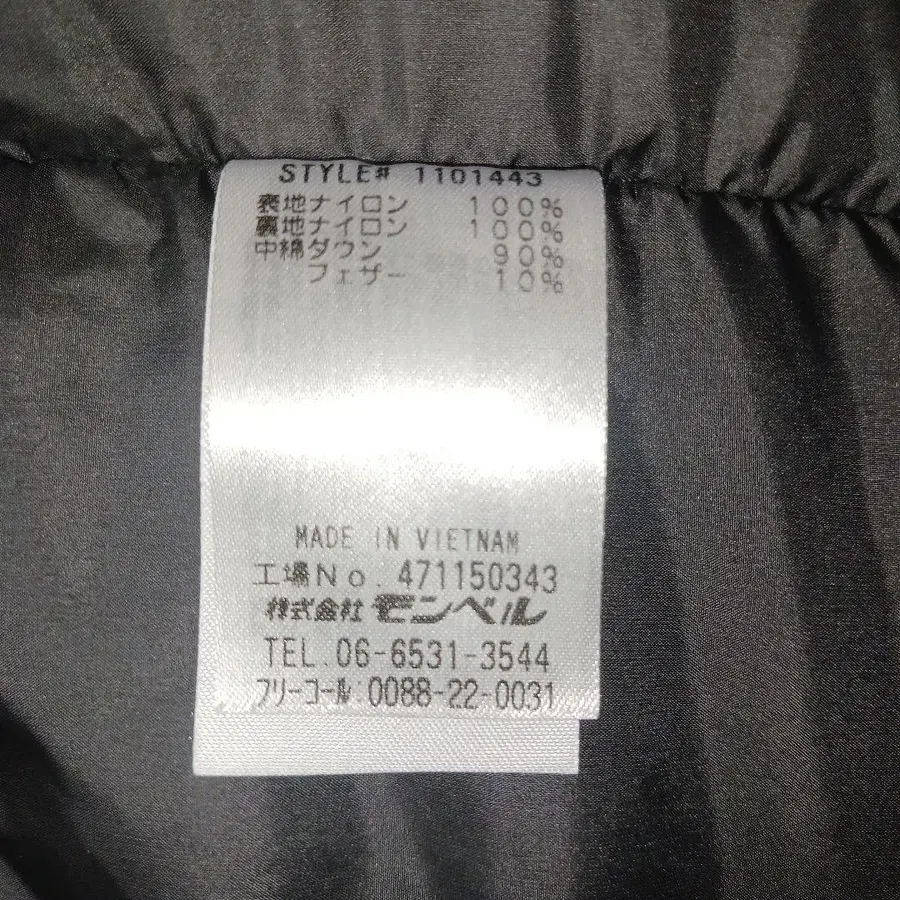 STYLE# 1101443
表地ナイロン 100%
裏地ナイロン 100%
中綿ダウン 90%
フェザー 10%
MADE IN VIETNAM
工場No. 471150343
株式会社 モンベル
TEL. 06-6531-3544
フリーコール: 0088-22-0031